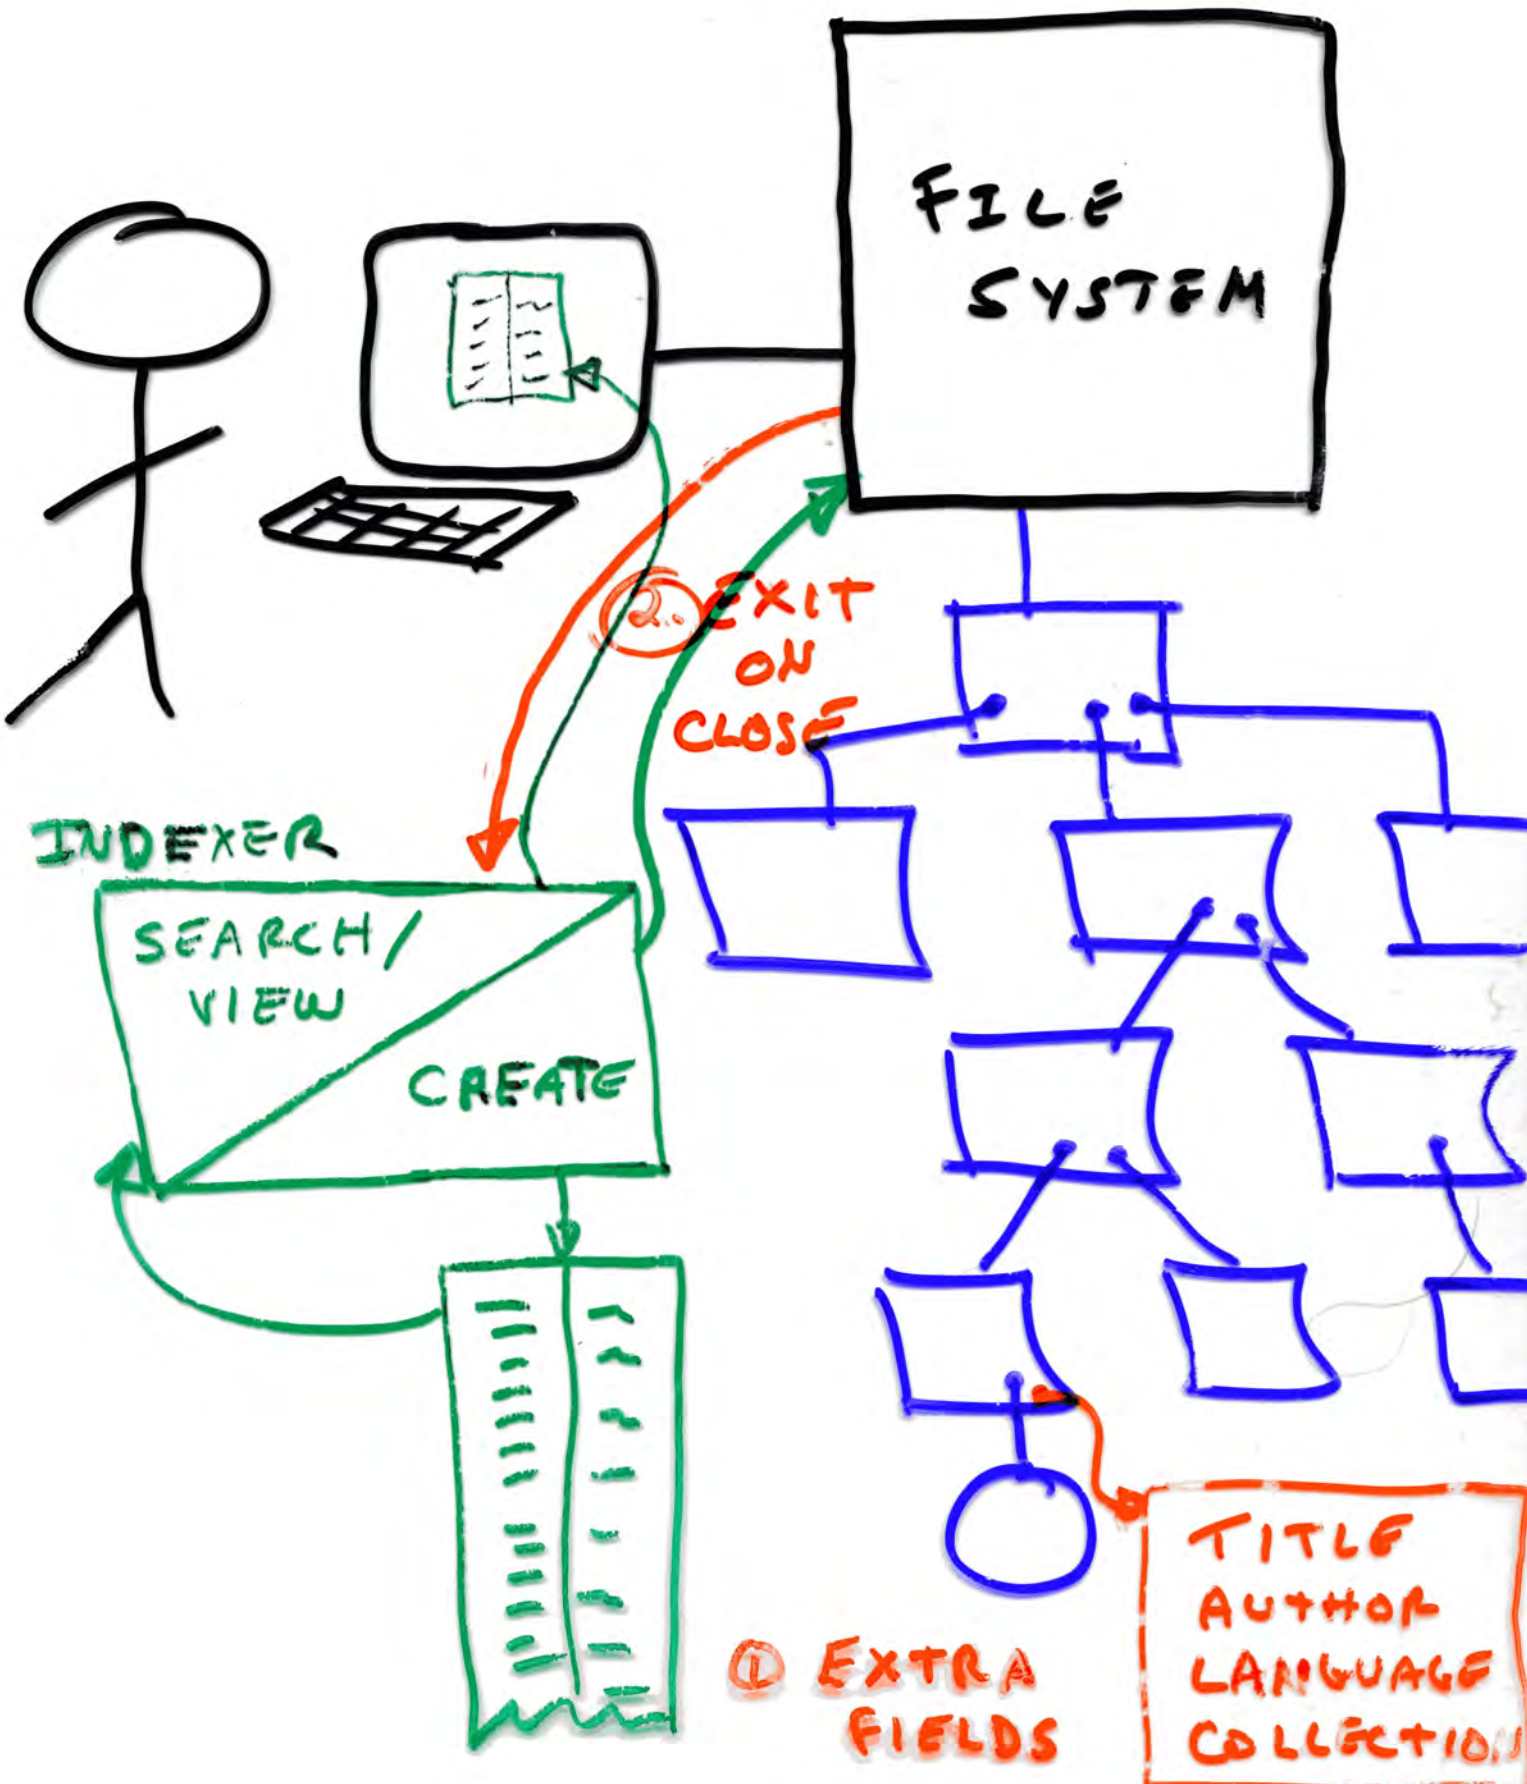 FILE
SYSTEM
2.. EXIT
ON
CLOSE
INDEXER
SEARCH/
VIEW
CREATE
1 EXTRA
FIELDS
TITLE
AUTHOR
LANGUAGE
COLLECTION